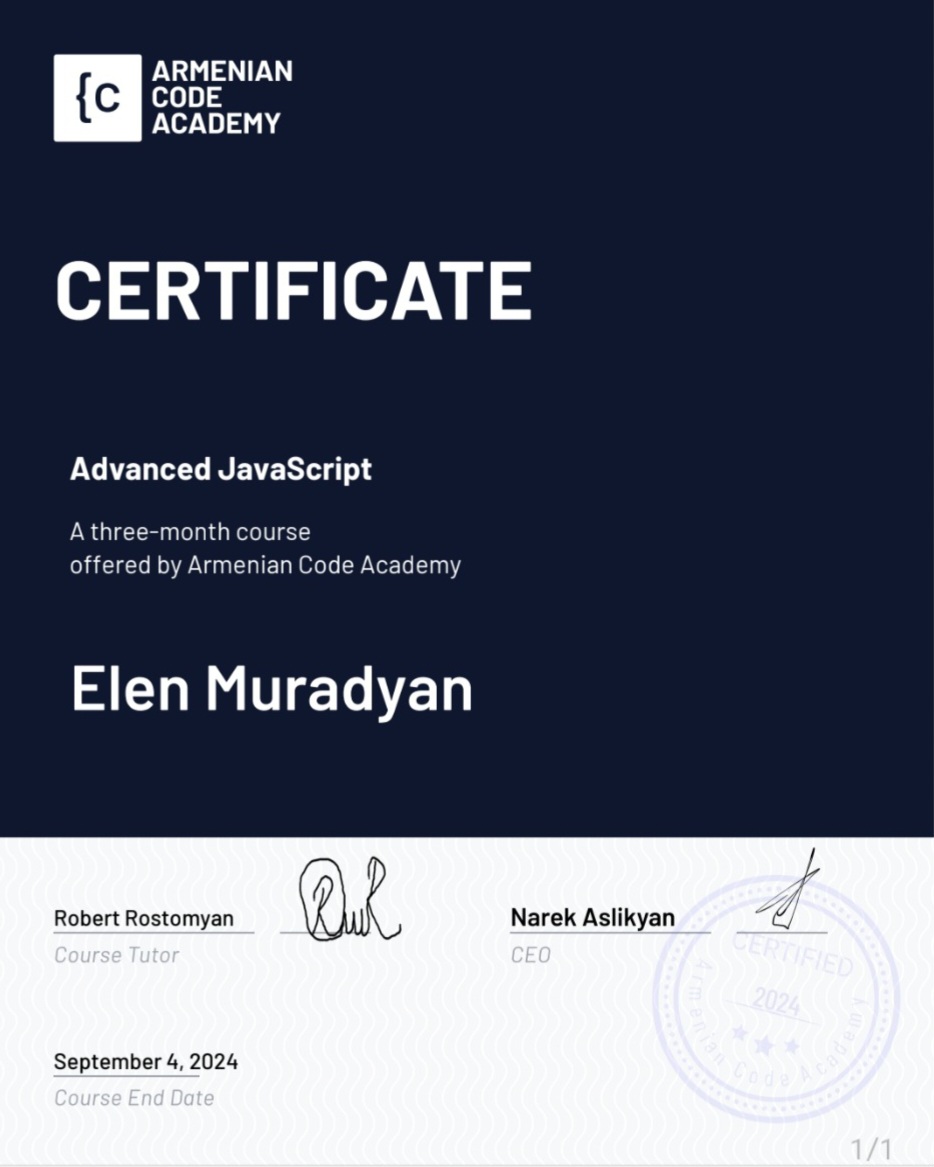 {c
ARMENIAN
CODE
ACADEMY
CERTIFICATE
Advanced JavaScript
A three-month course
offered by Armenian Code Academy
Elen Muradyan
Robert Rostomyan
Course Tutor
Narek Aslikyan
CEO
CERTIFIED
2024
Armenian Code Academy
September 4, 2024
Course End Date
1/1